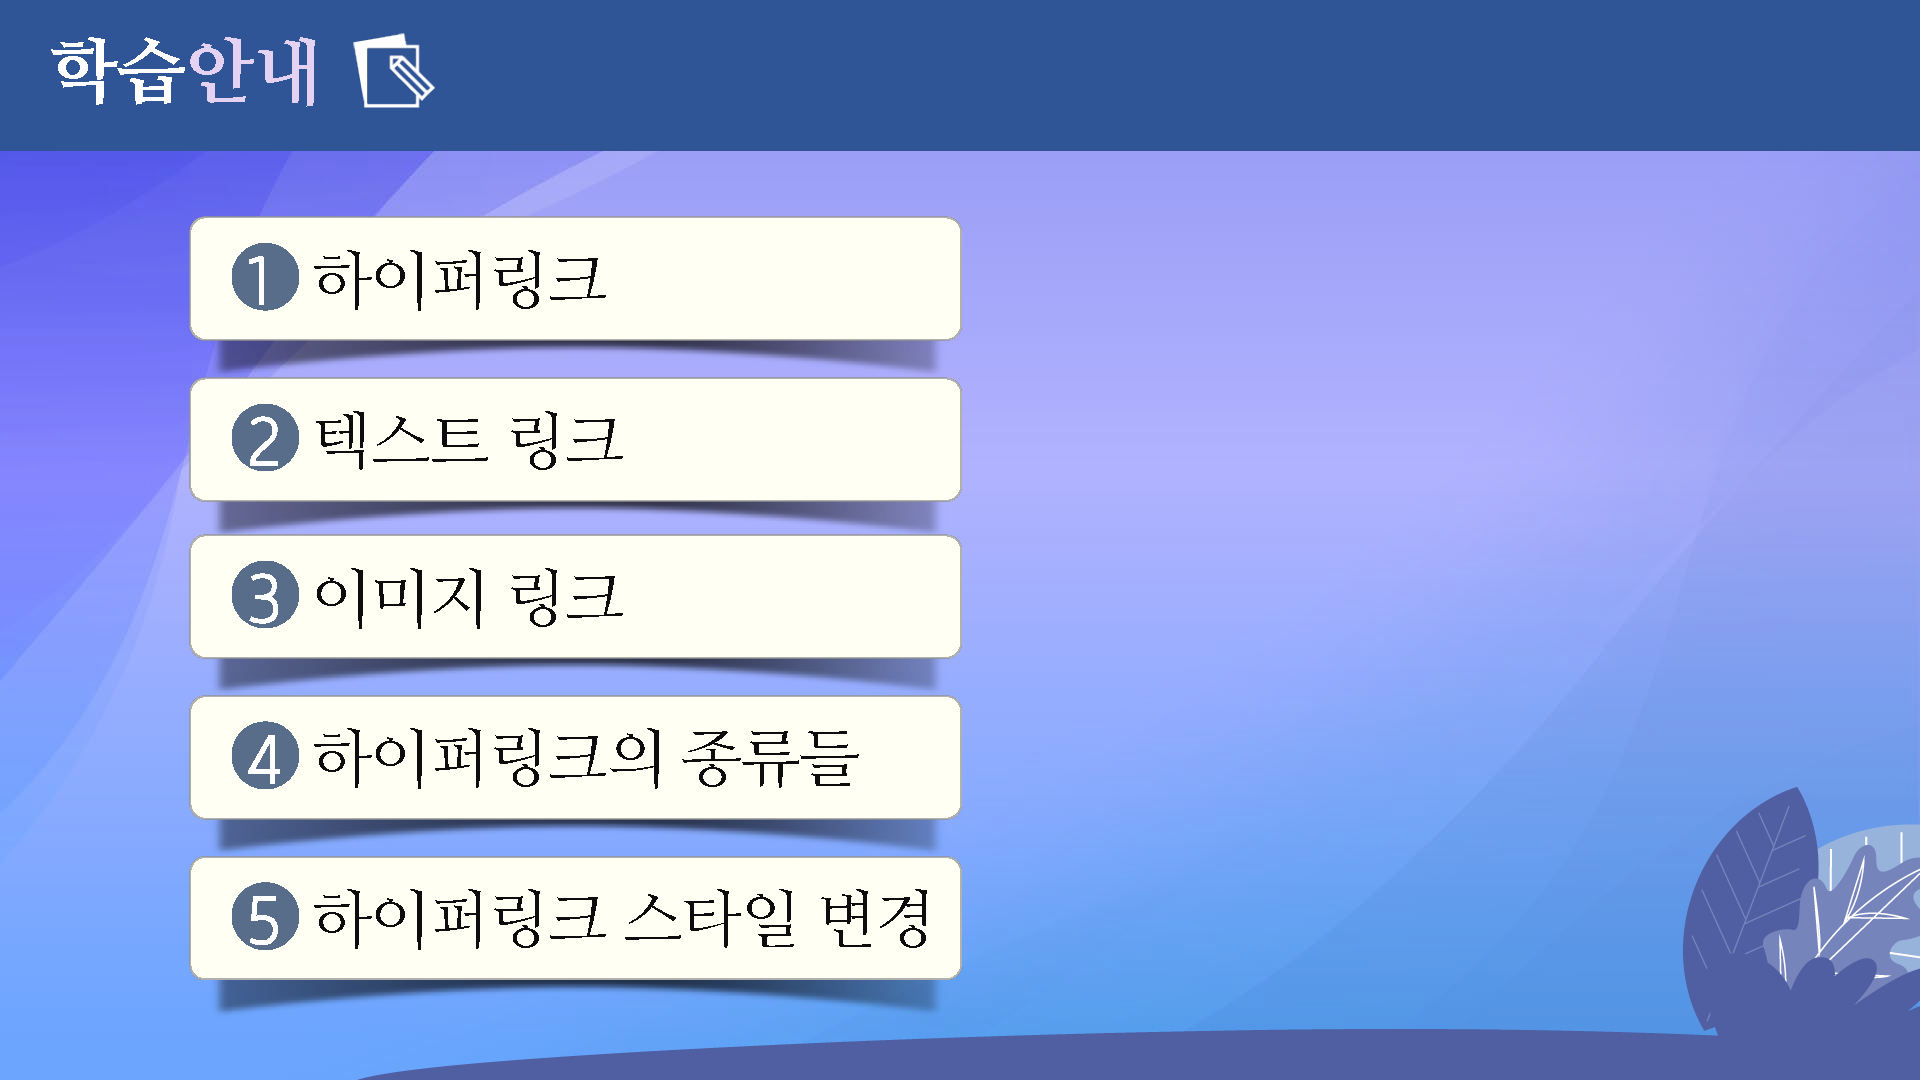 학습안내
1 하이퍼링크
2 텍스트 링크
3 이미지 링크
4 하이퍼링크의 종류들
5 하이퍼링크 스타일 변경